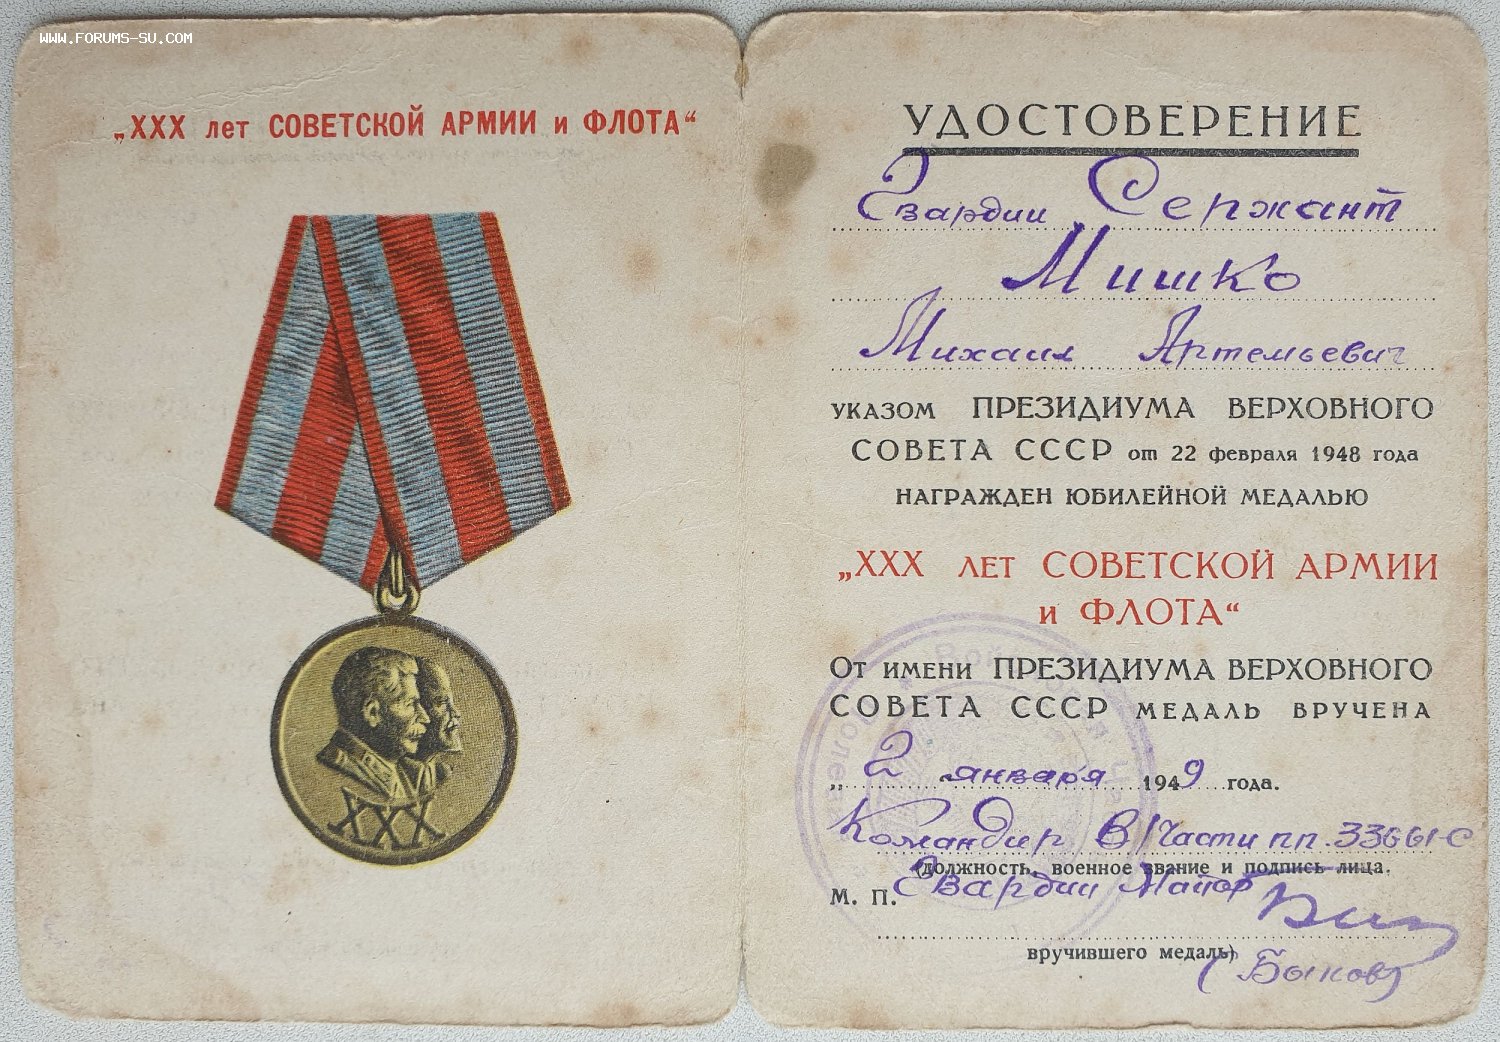 WWW.FORUMS-SU.COM
„XXX лет СОВЕТСКОЙ АРМИИ и ФЛОТА“
XXX
УДОСТОВЕРЕНИЕ
Гвардии Сержант
Мишко
Михаил Артемьевич
УКАЗОМ ПРЕЗИДИУМА ВЕРХОВНОГО
СОВЕТА СССР от 22 февраля 1948 года
НАГРАЖДЕН ЮБИЛЕЙНОЙ МЕДАЛЬЮ
„XXX ЛЕТ СОВЕТСКОЙ АРМИИ
и ФЛОТА“
От имени ПРЕЗИДИУМА ВЕРХОВНОГО
СОВЕТА СССР МЕДАЛЬ ВРУЧЕНА
„2 января 1949 года.
Командир в/части пп.33661-С
(должность, военное звание и подпись лица.
М. П. Гвардии Майор
вручившего медаль)
(Быков)